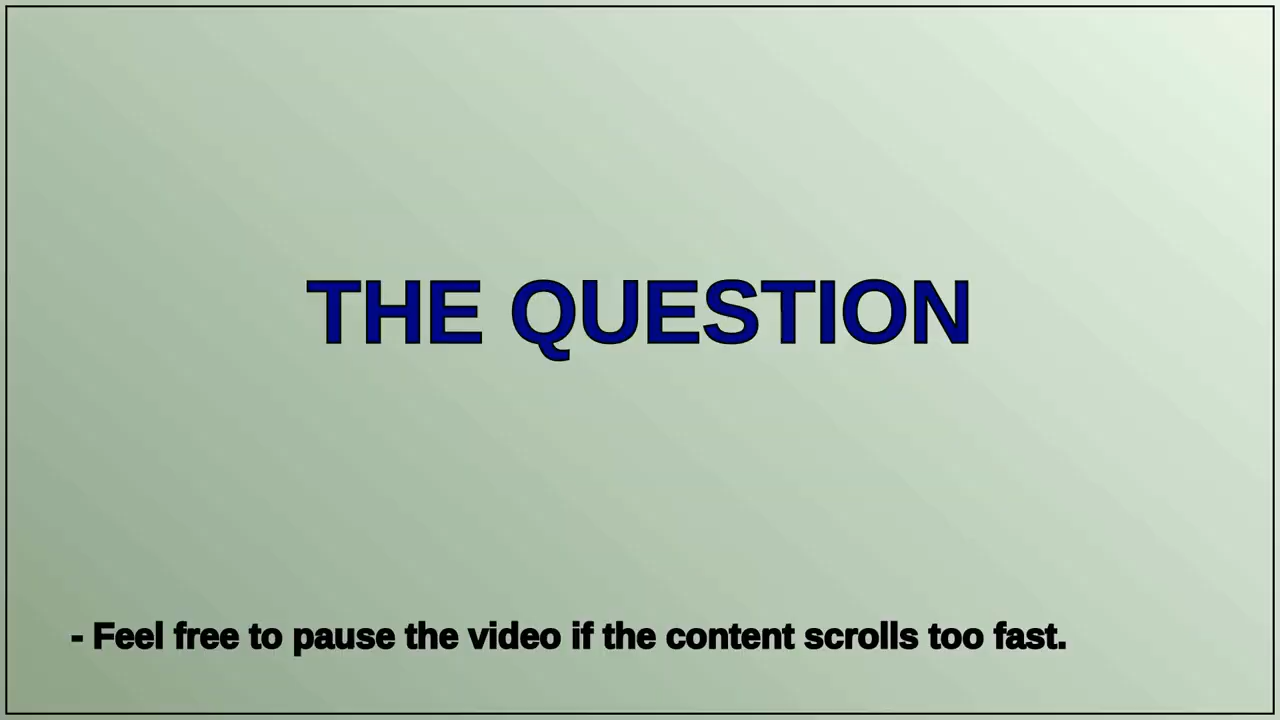 THE QUESTION
- Feel free to pause the video if the content scrolls too fast.